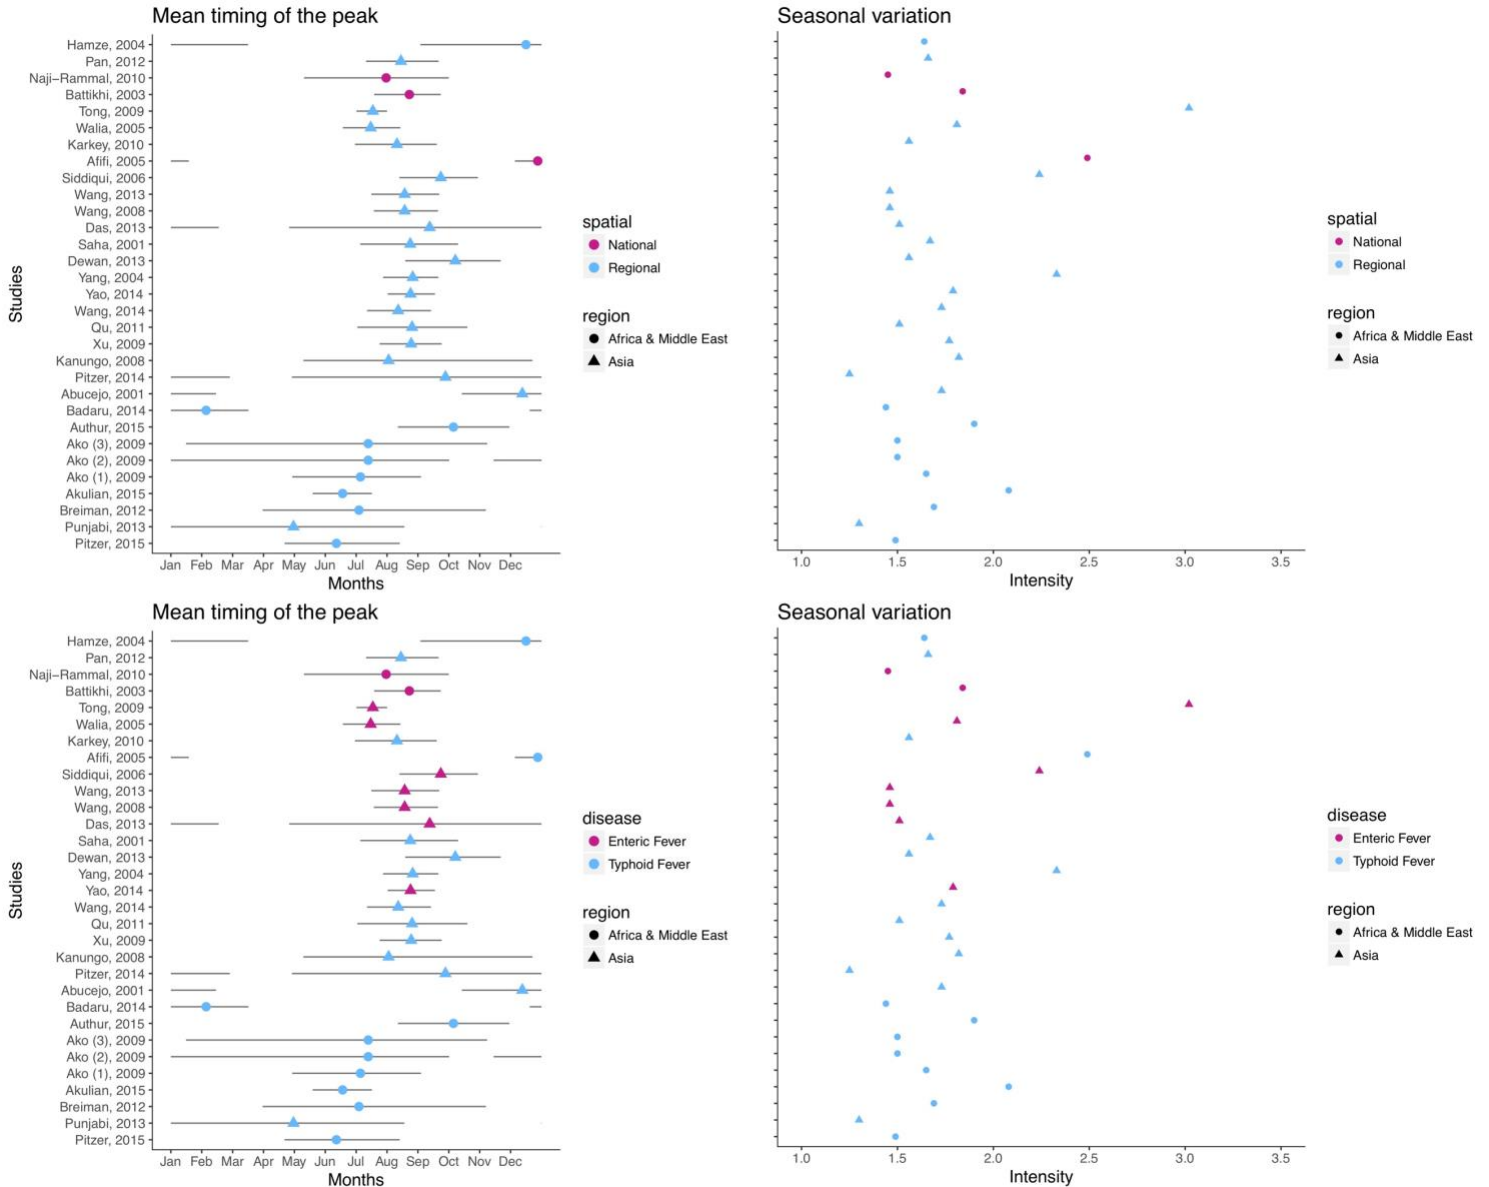 Mean timing of the peak
Studies
Hamze, 2004
Pan, 2012
Naji−Rammal, 2010
Battikhi, 2003
Tong, 2009
Walia, 2005
Karkey, 2010
Afifi, 2005
Siddiqui, 2006
Wang, 2013
Wang, 2008
Das, 2013
Saha, 2001
Dewan, 2013
Yang, 2004
Yao, 2014
Wang, 2014
Qu, 2011
Xu, 2009
Kanungo, 2008
Pitzer, 2014
Abucejo, 2001
Badaru, 2014
Authur, 2015
Ako (3), 2009
Ako (2), 2009
Ako (1), 2009
Akulian, 2015
Breiman, 2012
Punjabi, 2013
Pitzer, 2015
Jan Feb Mar Apr May Jun Jul Aug Sep Oct Nov Dec
Months
spatial
National
Regional
region
Africa & Middle East
Asia
Seasonal variation
1.0 1.5 2.0 2.5 3.0 3.5
Intensity
spatial
National
Regional
region
Africa & Middle East
Asia
Mean timing of the peak
Studies
Hamze, 2004
Pan, 2012
Naji−Rammal, 2010
Battikhi, 2003
Tong, 2009
Walia, 2005
Karkey, 2010
Afifi, 2005
Siddiqui, 2006
Wang, 2013
Wang, 2008
Das, 2013
Saha, 2001
Dewan, 2013
Yang, 2004
Yao, 2014
Wang, 2014
Qu, 2011
Xu, 2009
Kanungo, 2008
Pitzer, 2014
Abucejo, 2001
Badaru, 2014
Authur, 2015
Ako (3), 2009
Ako (2), 2009
Ako (1), 2009
Akulian, 2015
Breiman, 2012
Punjabi, 2013
Pitzer, 2015
Jan Feb Mar Apr May Jun Jul Aug Sep Oct Nov Dec
Months
disease
Enteric Fever
Typhoid Fever
region
Africa & Middle East
Asia
Seasonal variation
1.0 1.5 2.0 2.5 3.0 3.5
Intensity
disease
Enteric Fever
Typhoid Fever
region
Africa & Middle East
Asia